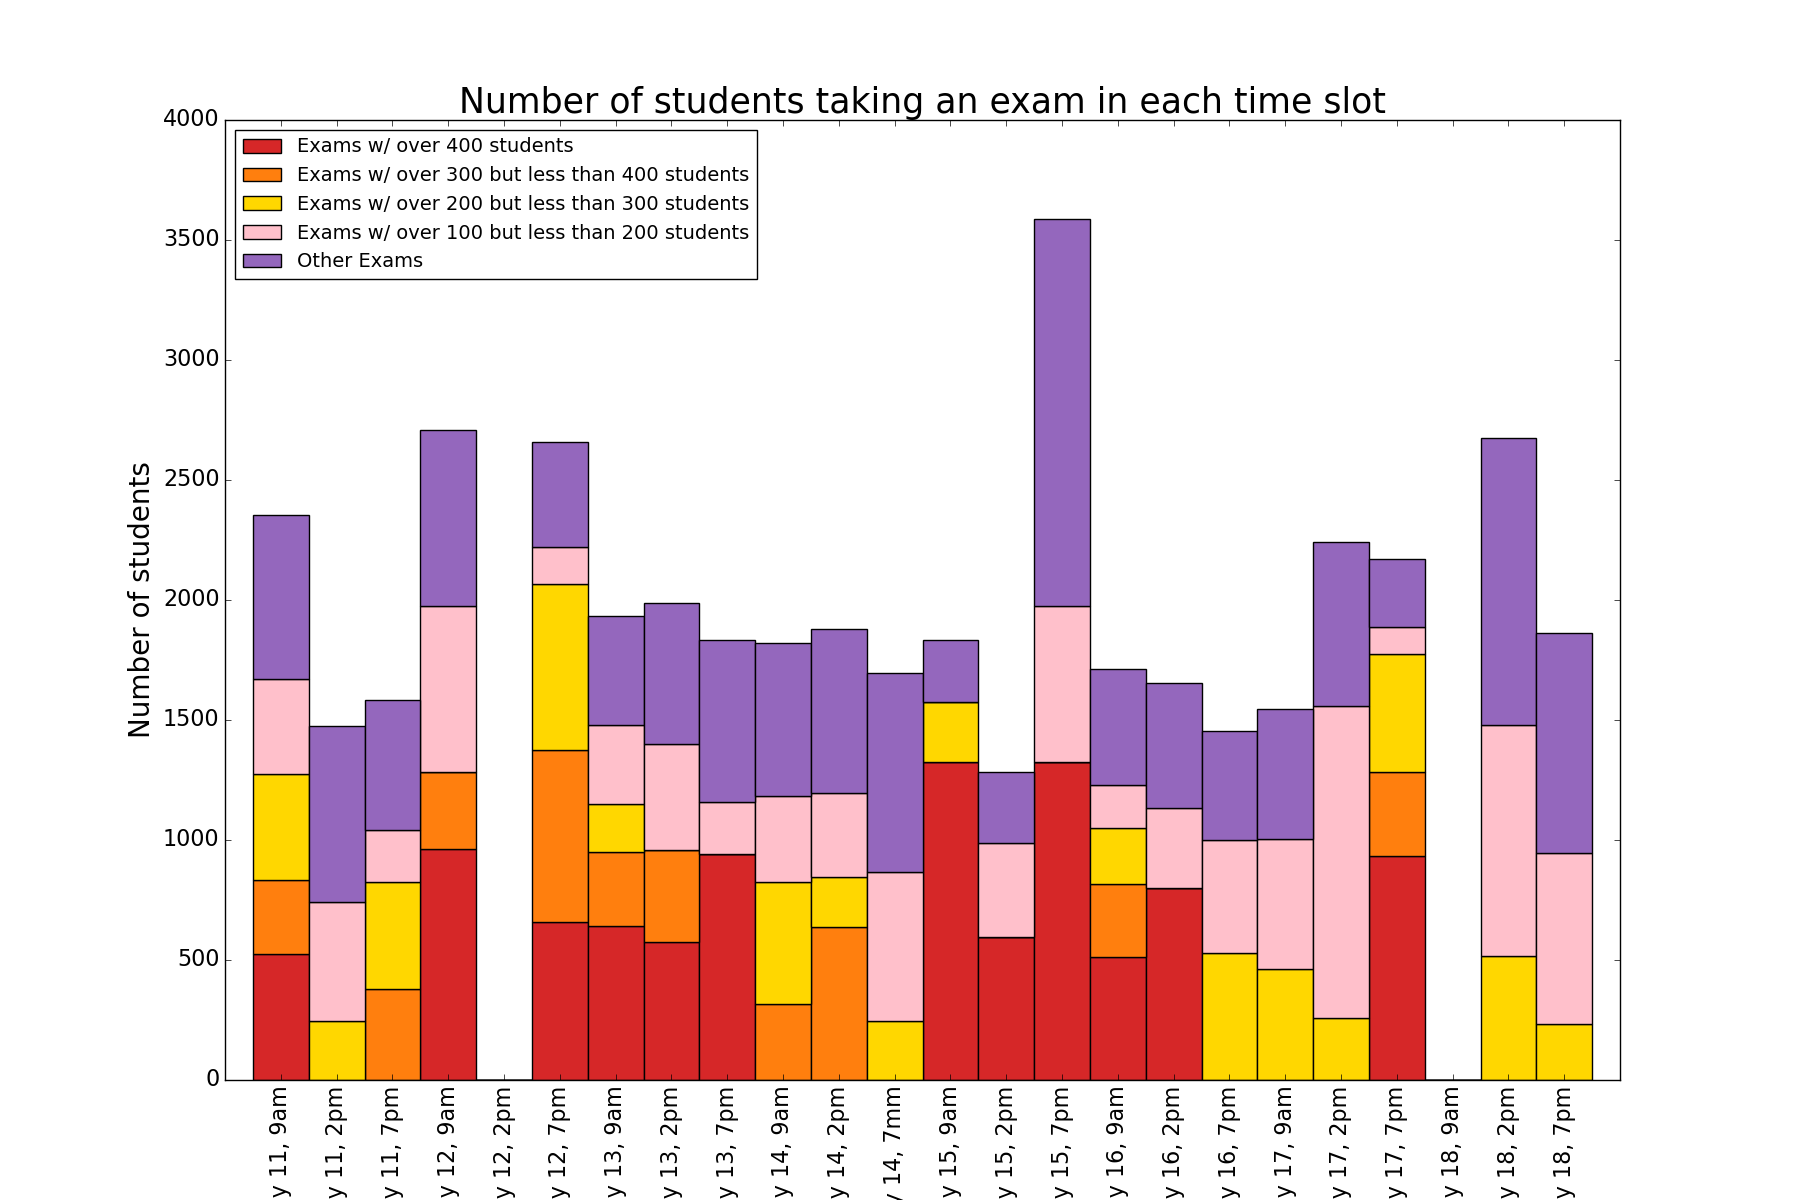 Number of students taking an exam in each time slot
Exams w/ over 400 students
Exams w/ over 300 but less than 400 students
Exams w/ over 200 but less than 300 students
Exams w/ over 100 but less than 200 students
Other Exams
Number of students
4000
3500
3000
2500
2000
1500
1000
500
0
y 11, 9am
y 11, 2pm
y 11, 7pm
y 12, 9am
y 12, 2pm
y 12, 7pm
y 13, 9am
y 13, 2pm
y 13, 7pm
y 14, 9am
y 14, 2pm
y 14, 7mm
y 15, 9am
y 15, 2pm
y 15, 7pm
y 16, 9am
y 16, 2pm
y 16, 7pm
y 17, 9am
y 17, 2pm
y 17, 7pm
y 18, 9am
y 18, 2pm
y 18, 7pm